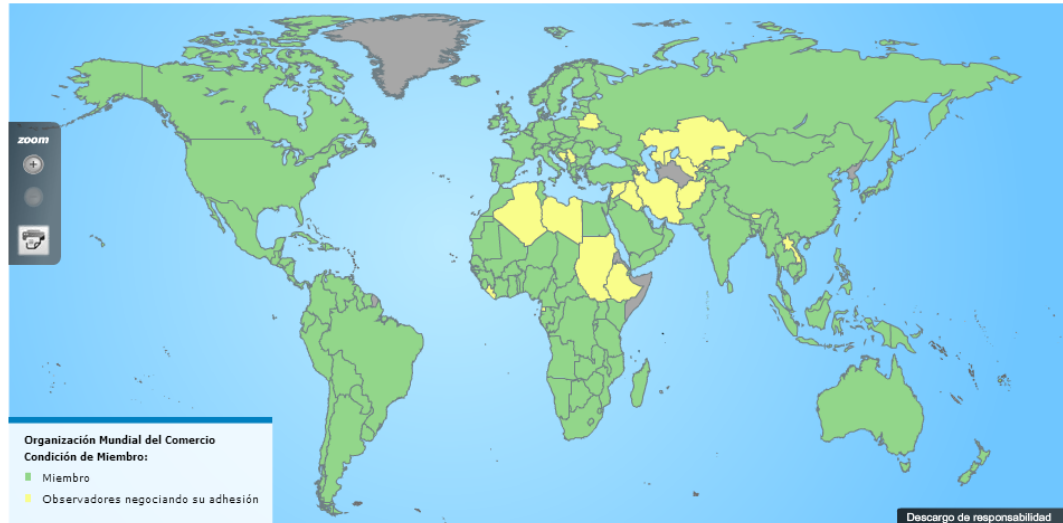 zoom
Organización Mundial del Comercio
Condición de Miembro:
Miembro
Observadores negociando su adhesión
Descargo de responsabilidad